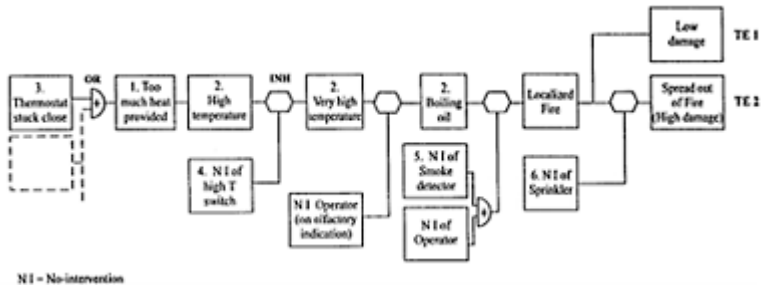 Low
damage
TE 1
OR
INH
3.
Thermostat
stuck close
+
1. Too
much heat
provided
2.
High
temperature
2.
Very high
temperature
2.
Boiling
oil
Localized
Fire
Spread out
of Fire
(High damage)
TE 2
4. N I of
high T
switch
N I Operator
(on olfactory
indication)
5. N I of
Smoke
detector
+
N I of
Operator
6. N I of
Sprinkler
N I – No-intervention